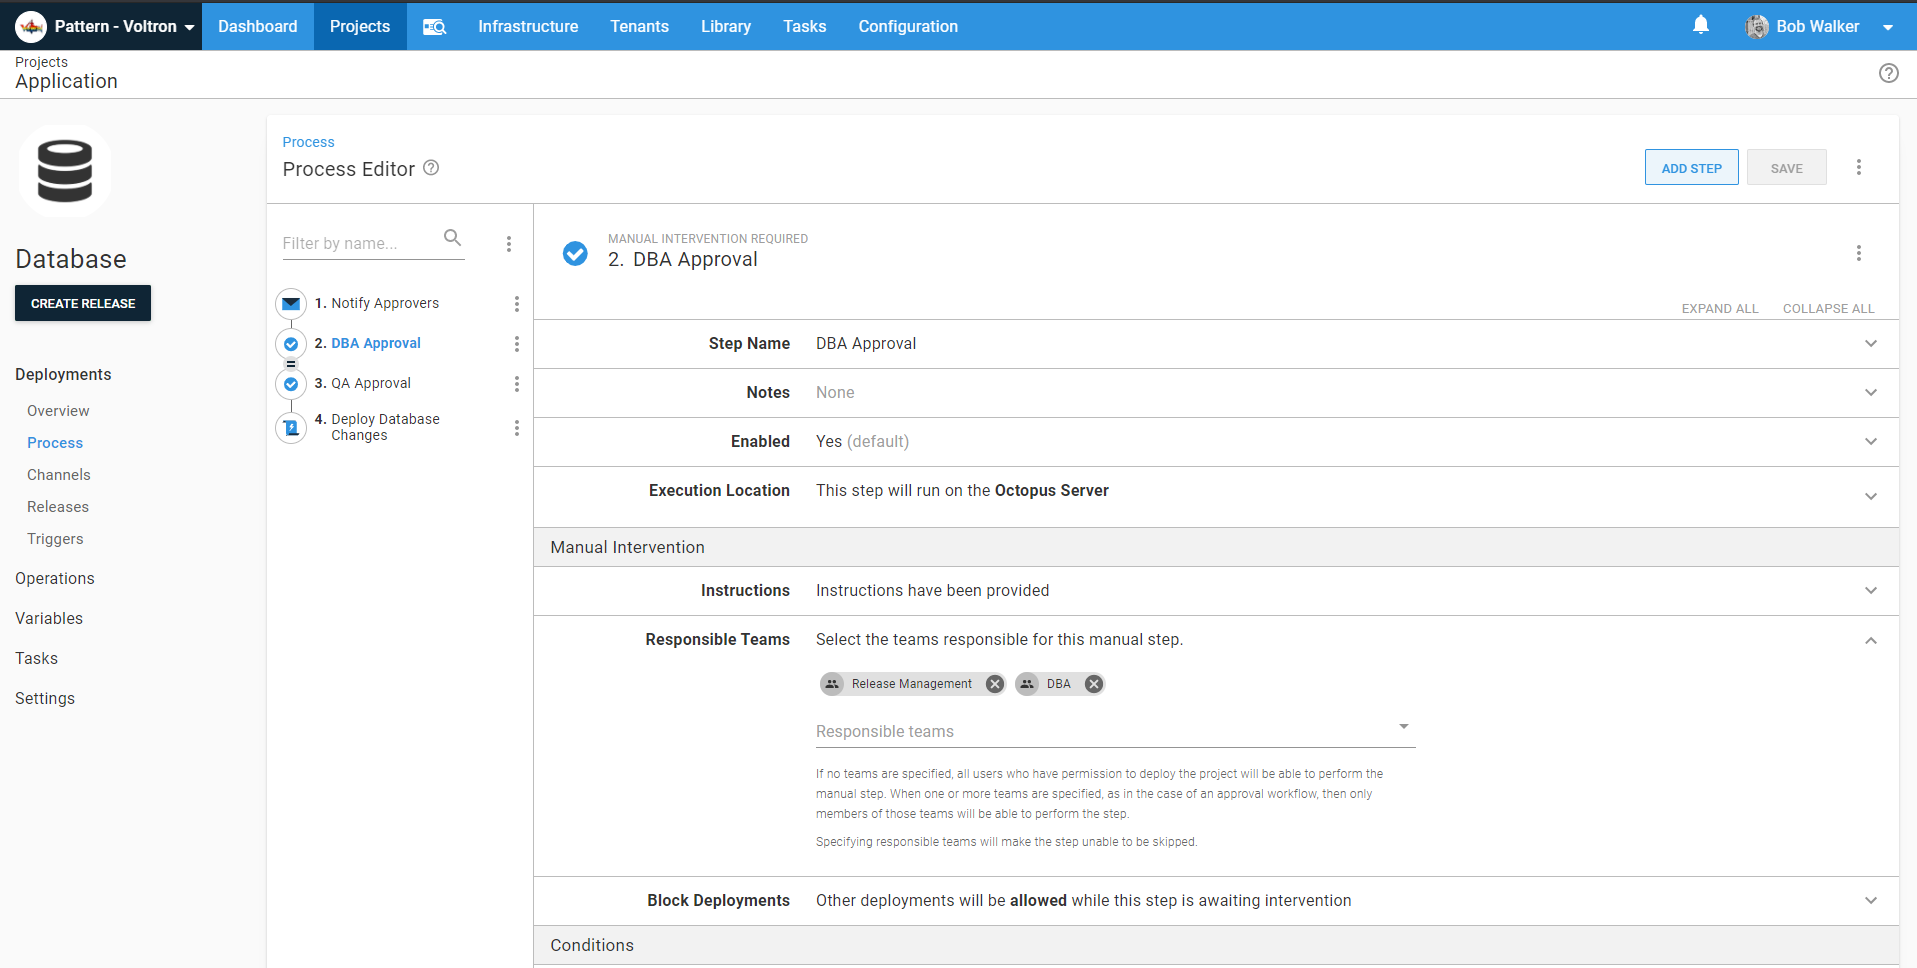 Pattern - Voltron
Dashboard
Projects
Infrastructure
Tenants
Library
Tasks
Configuration
Bob Walker
Projects
Application
Database
CREATE RELEASE
Deployments
Overview
Process
Channels
Releases
Triggers
Operations
Variables
Tasks
Settings
Process
Process Editor
ADD STEP
SAVE
Filter by name...
1. Notify Approvers
2. DBA Approval
3. QA Approval
4. Deploy Database
Changes
MANUAL INTERVENTION REQUIRED
2. DBA Approval
EXPAND ALL
COLLAPSE ALL
Step Name DBA Approval
Notes None
Enabled Yes (default)
Execution Location This step will run on the Octopus Server
Manual Intervention
Instructions Instructions have been provided
Responsible Teams Select the teams responsible for this manual step.
Release Management DBA
Responsible teams
If no teams are specified, all users who have permission to deploy the project will be able to perform the
manual step. When one or more teams are specified, as in the case of an approval workflow, then only
members of those teams will be able to perform the step.
Specifying responsible teams will make the step unable to be skipped.
Block Deployments Other deployments will be allowed while this step is awaiting intervention
Conditions